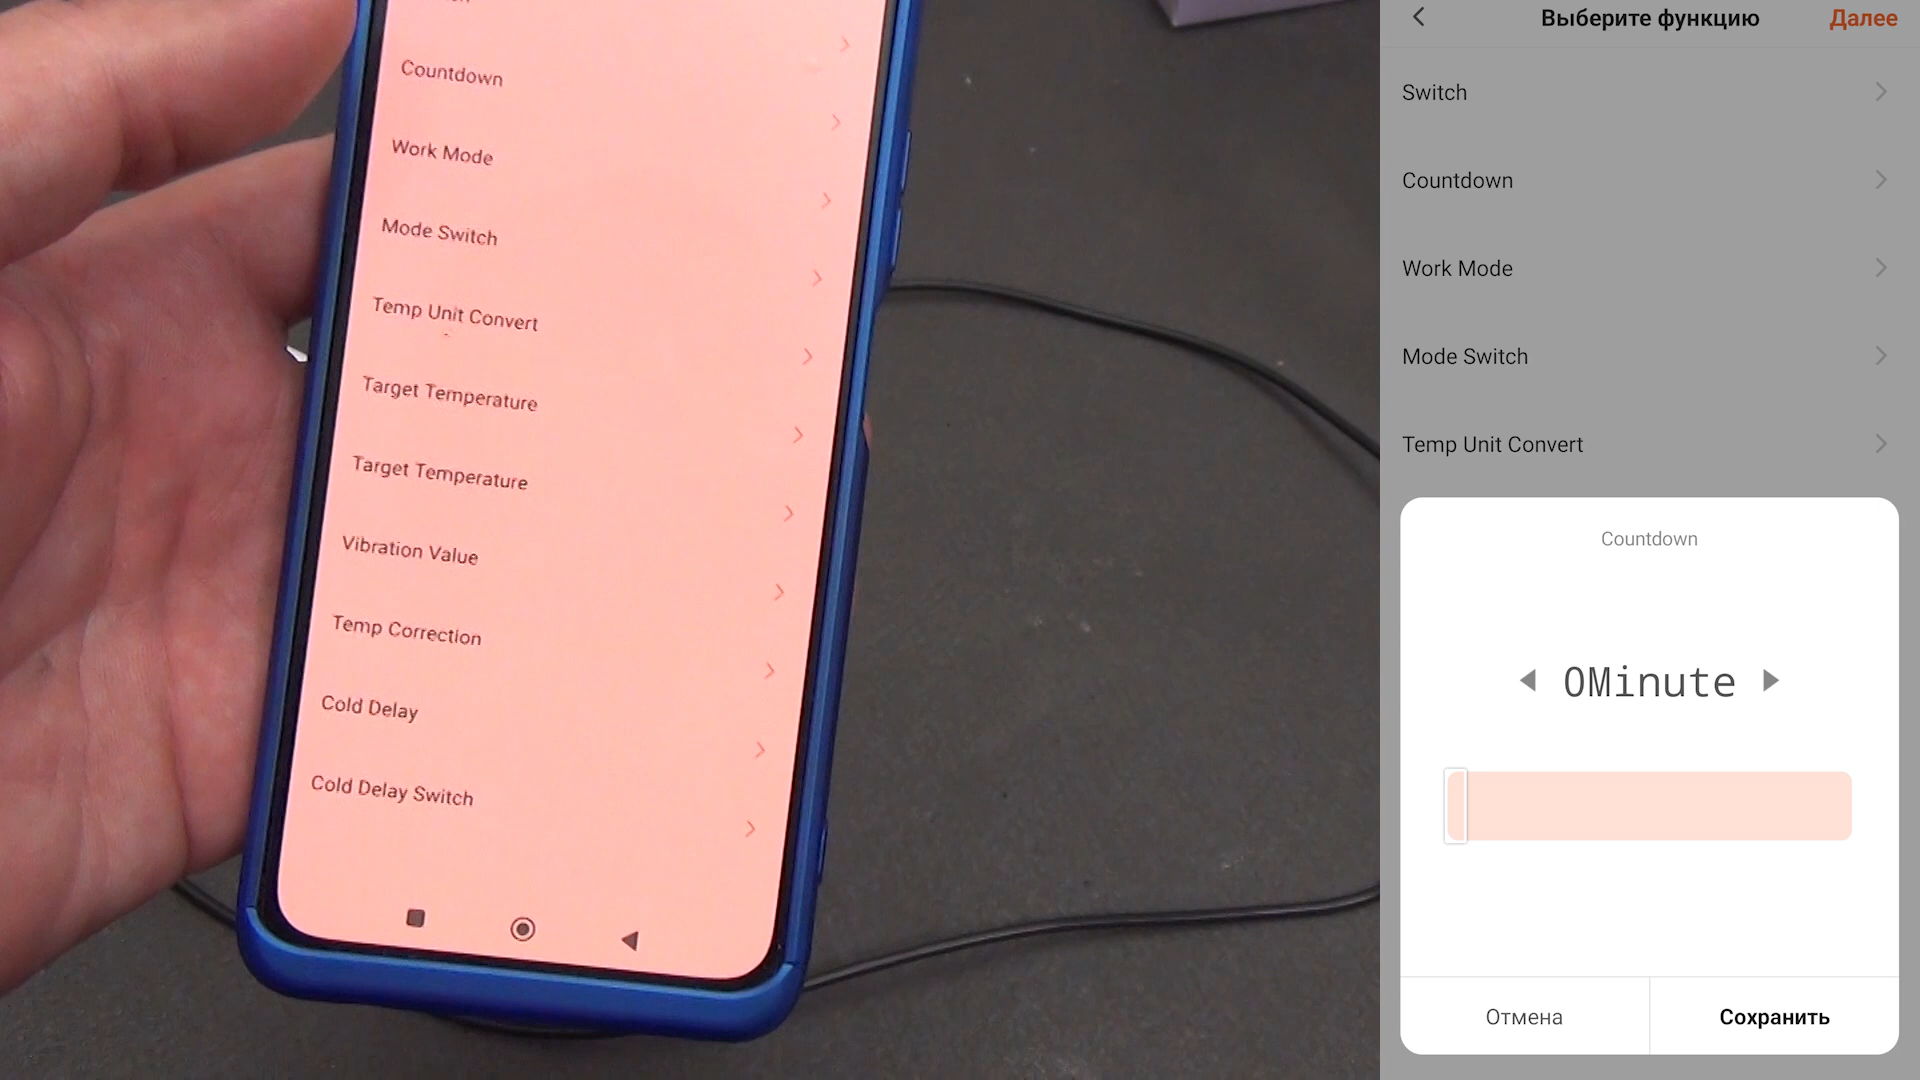 Countdown
Work Mode
Mode Switch
Temp Unit Convert
Target Temperature
Target Temperature
Vibration Value
Temp Correction
Cold Delay
Cold Delay Switch
Выберите функцию
Далее
Switch
Countdown
Work Mode
Mode Switch
Temp Unit Convert
Countdown
0Minute
Отмена
Сохранить